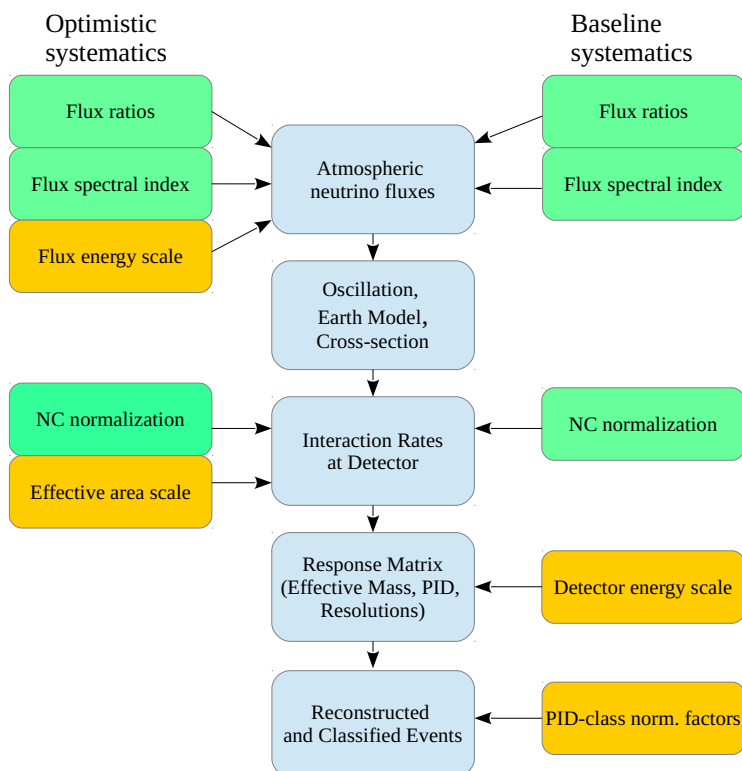 Optimistic
systematics
Baseline
systematics
Flux ratios
Flux spectral index
Flux energy scale
Flux ratios
Flux spectral index
Atmospheric
neutrino fluxes
Oscillation,
Earth Model,
Cross-section
NC normalization
Effective area scale
Interaction Rates
at Detector
NC normalization
Response Matrix
(Effective Mass, PID,
Resolutions)
Detector energy scale
Reconstructed
and Classified Events
PID-class norm. factors